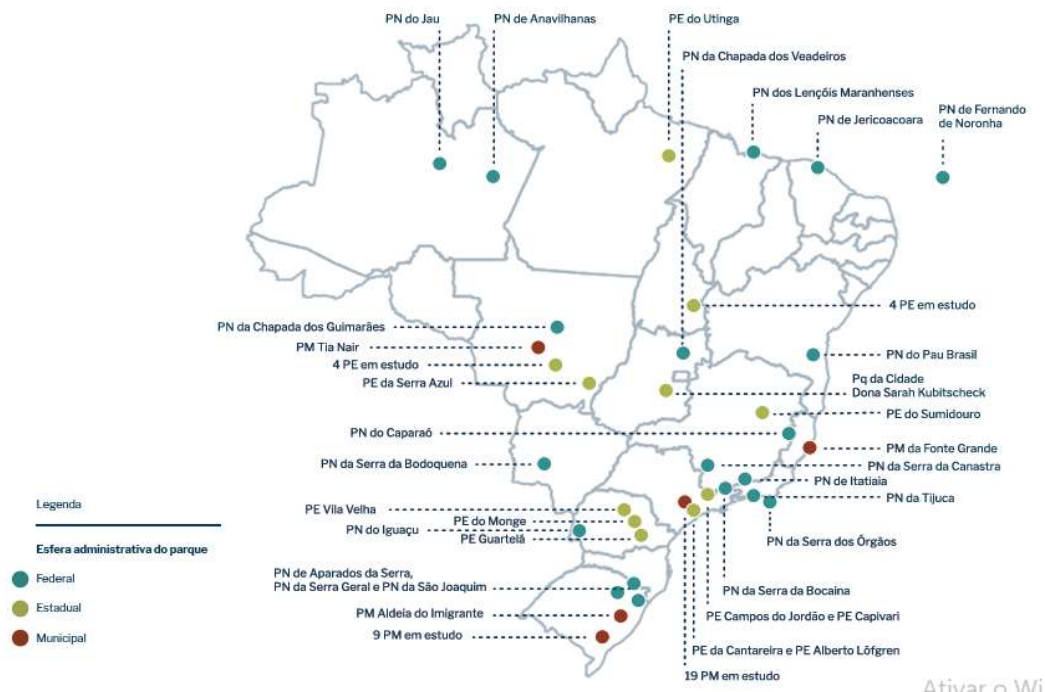 PN do Jau
PN de Anavilhanas
PE do Utinga
PN da Chapada dos Veadeiros
PN dos Lençóis Maranhenses
PN de Jericoacoara
PN de Fernando
de Noronha
4 PE em estudo
PN da Chapada dos Guimarães
PM Tia Nair
4 PE em estudo
PE da Serra Azul
PN do Pau Brasil
Pq da Cidade
Dona Sarah Kubitscheck
PE do Sumidouro
PN do Caparaó
PM da Fonte Grande
PN da Serra da Bodoquena
PN da Serra da Canastra
PN de Itatiaia
PN da Tijuca
PE Vila Velha
PE do Monge
PN do Iguaçu
PE Guartelá
PN da Serra dos Órgãos
PN de Aparados da Serra,
PN da Serra Geral e PN da São Joaquim
PN da Serra da Bocaina
PM Aldeia do Imigrante
PE Campos do Jordão e PE Capivari
9 PM em estudo
PE da Cantareira e PE Alberto Löfgren
19 PM em estudo
Legenda
Esfera administrativa do parque
Federal
Estadual
Municipal
Ativar o Wi